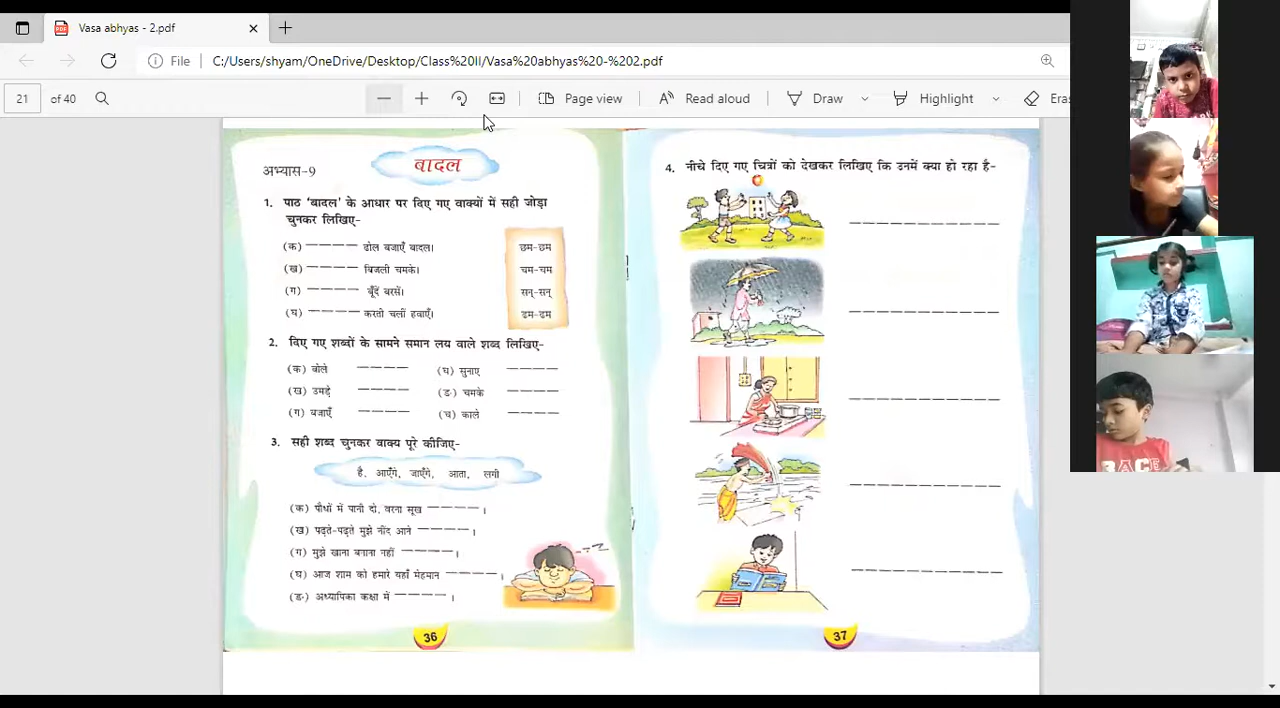 Vasa abhyas - 2.pdf
File C:/Users/shyam/OneDrive/Desktop/Class%20II/Vasa%20abhyas%20-%202.pdf
21 of 40 Page view Read aloud Draw Highlight Eras
अभ्यास-9
बादल
1. पाठ 'बादल' के आधार पर दिए गए वाक्यों में सही जोड़ा
चुनकर लिखिए-
(क) ———— ढोल बजाएँ बादल। छम-छम
(ख) ———— बिजली चमके। चम-चम
(ग) ———— बूँदें बरसें। सन्-सन्
(घ) ———— करती चलीं हवाएँ। ढम-ढम
2. दिए गए शब्दों के सामने समान लय वाले शब्द लिखिए-
(क) बोले ———— (घ) सुनाए ————
(ख) उमड़े ———— (ङ) चमके ————
(ग) बजाएँ ———— (च) काले ————
3. सही शब्द चुनकर वाक्य पूरे कीजिए-
है, आएँगे, जाएँगे, आता, लगी
(क) पौधों में पानी दो, वरना सूख ————।
(ख) पढ़ते-पढ़ते मुझे नींद आने ————।
(ग) मुझे खाना बनाना नहीं ————।
(घ) आज शाम को हमारे यहाँ मेहमान ————।
(ङ) अध्यापिका कक्षा में ————।
36
4. नीचे दिए गए चित्रों को देखकर लिखिए कि उनमें क्या हो रहा है-
37
RACE